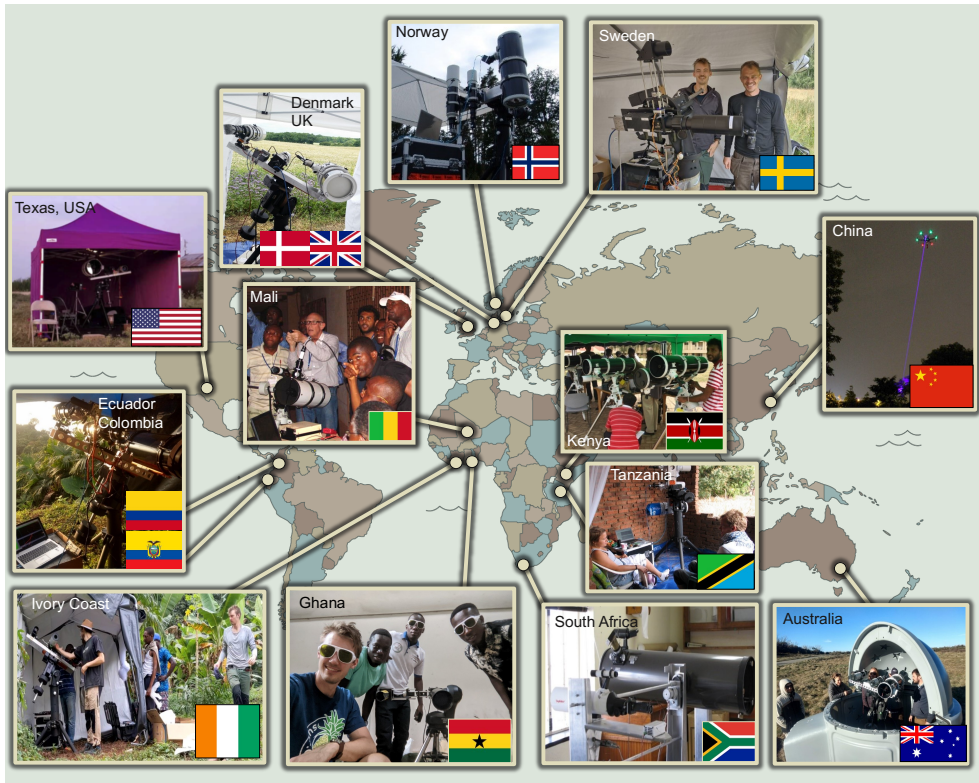 Norway
Sweden
Denmark
UK
Texas, USA
China
Mali
Kenya
Ecuador
Colombia
Tanzania
Ivory Coast
Ghana
South Africa
Australia